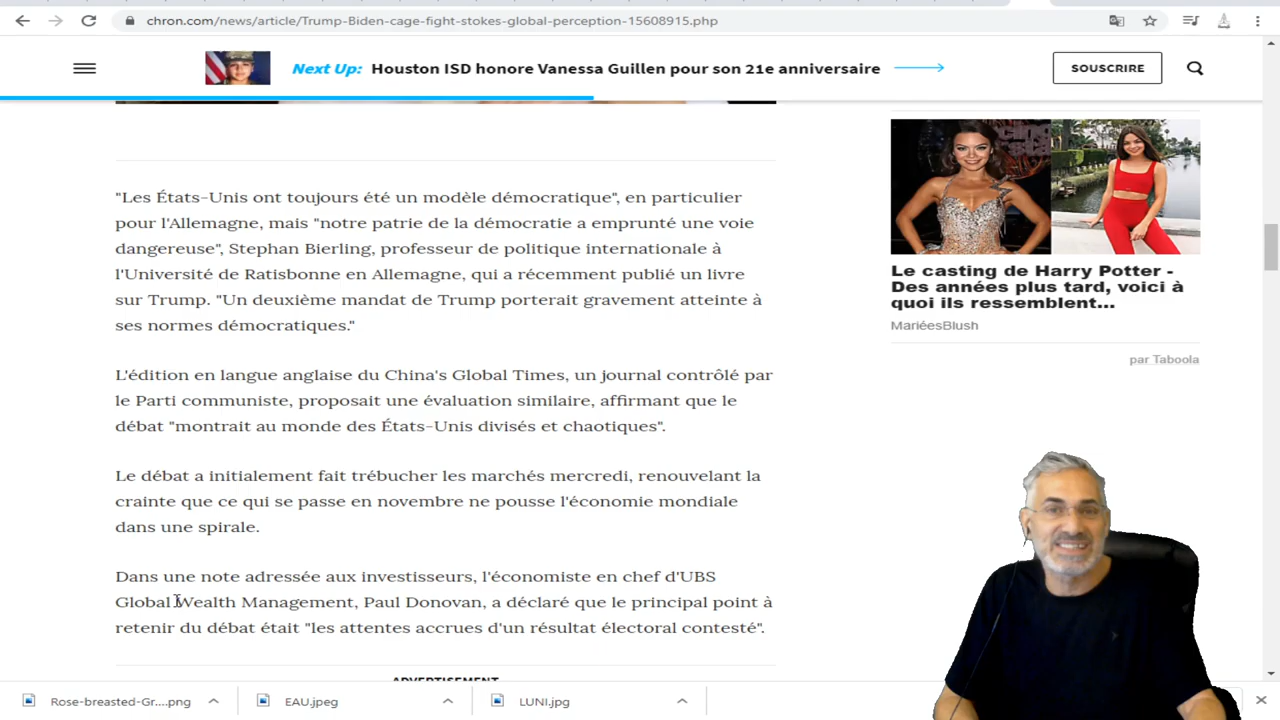 chron.com/news/article/Trump-Biden-cage-fight-stokes-global-perception-15608915.php
Next Up: Houston ISD honore Vanessa Guillen pour son 21e anniversaire
SOUSCRIRE
"Les États-Unis ont toujours été un modèle démocratique", en particulier
pour l'Allemagne, mais "notre patrie de la démocratie a emprunté une voie
dangereuse", Stephan Bierling, professeur de politique internationale à
l'Université de Ratisbonne en Allemagne, qui a récemment publié un livre
sur Trump. "Un deuxième mandat de Trump porterait gravement atteinte à
ses normes démocratiques."
L'édition en langue anglaise du China's Global Times, un journal contrôlé par
le Parti communiste, proposait une évaluation similaire, affirmant que le
débat "montrait au monde des États-Unis divisés et chaotiques".
Le débat a initialement fait trébucher les marchés mercredi, renouvelant la
crainte que ce qui se passe en novembre ne pousse l'économie mondiale
dans une spirale.
Dans une note adressée aux investisseurs, l'économiste en chef d'UBS
Global Wealth Management, Paul Donovan, a déclaré que le principal point à
retenir du débat était "les attentes accrues d'un résultat électoral contesté".
ADVERTISEMENT
Le casting de Harry Potter -
Des années plus tard, voici à
quoi ils ressemblent...
MariéesBlush
par Taboola
Rose-breasted-Gr....png
EAU.jpeg
LUNI.jpg